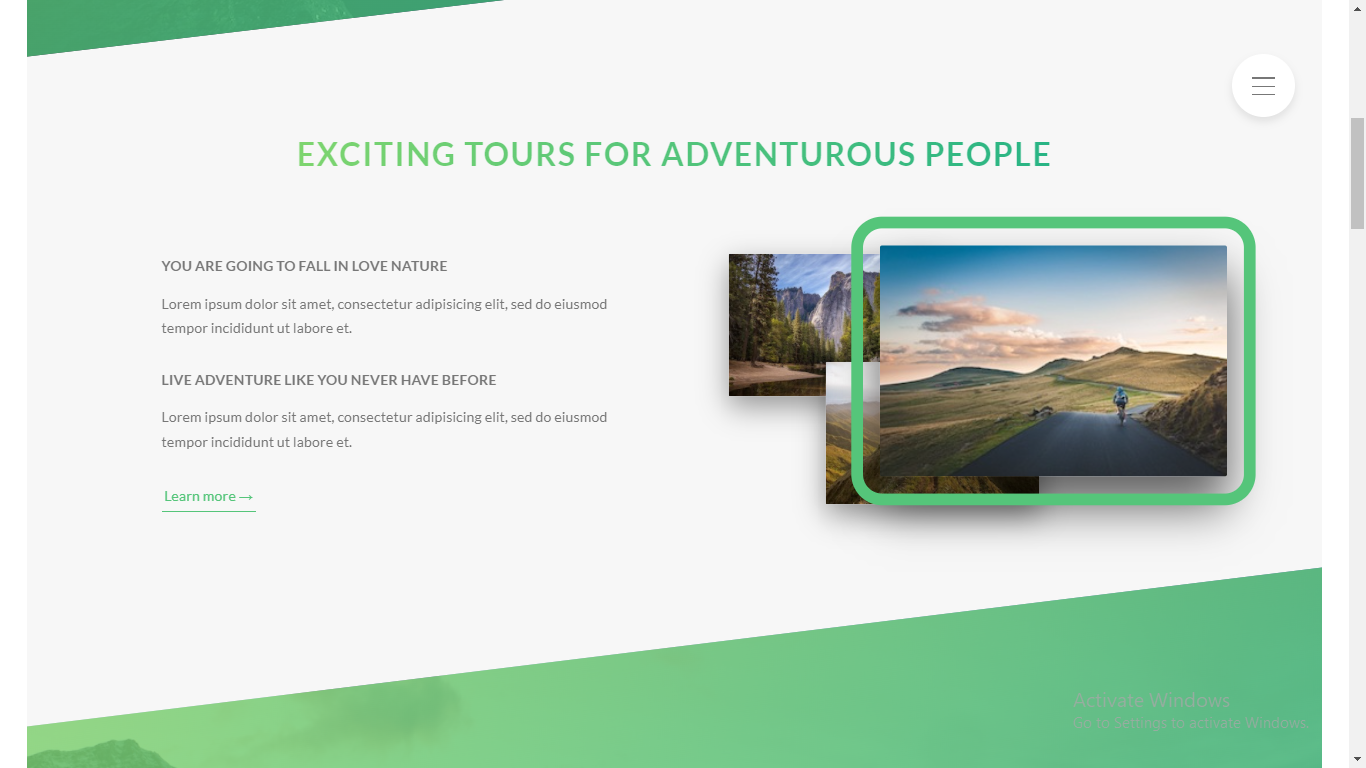 EXCITING TOURS FOR ADVENTUROUS PEOPLE
YOU ARE GOING TO FALL IN LOVE NATURE
Lorem ipsum dolor sit amet, consectetur adipisicing elit, sed do eiusmod
tempor incididunt ut labore et.
LIVE ADVENTURE LIKE YOU NEVER HAVE BEFORE
Lorem ipsum dolor sit amet, consectetur adipisicing elit, sed do eiusmod
tempor incididunt ut labore et.
Learn more →
Activate Windows
Go to Settings to activate Windows.